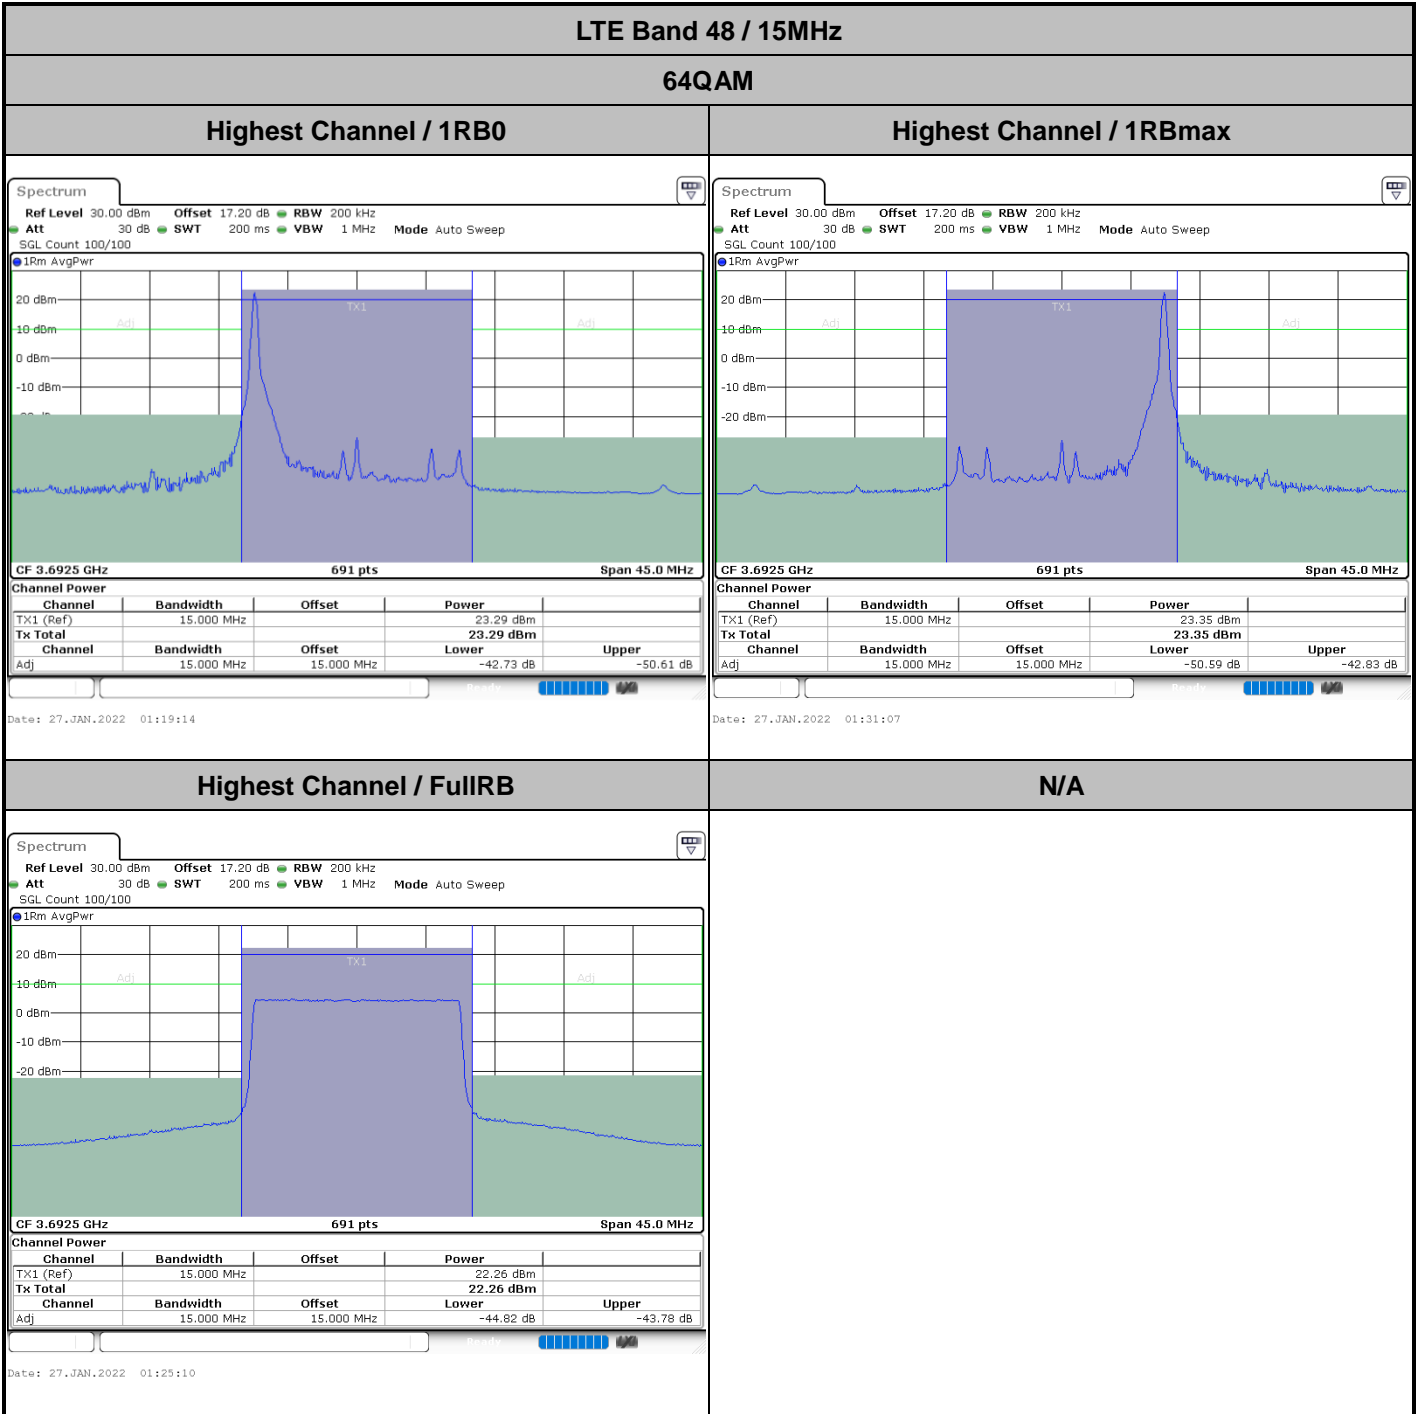 LTE Band 48 / 15MHz
64QAM
Highest Channel / 1RB0
Highest Channel / 1RBmax
Spectrum
Ref Level 30.00 dBm Offset 17.20 dB RBW 200 kHz
Att 30 dB SWT 200 ms VBW 1 MHz Mode Auto Sweep
SGL Count 100/100
1Rm AvgPwr
20 dBm
TX1
Adj
Adj
10 dBm
0 dBm
-10 dBm
CF 3.6925 GHz 691 pts Span 45.0 MHz
Channel Power
Channel Bandwidth Offset Power
TX1 (Ref) 15.000 MHz 23.29 dBm
Tx Total 23.29 dBm
Channel Bandwidth Offset Lower Upper
Adj 15.000 MHz 15.000 MHz -42.73 dB -50.61 dB
Ready
Date: 27.JAN.2022 01:19:14
Spectrum
Ref Level 30.00 dBm Offset 17.20 dB RBW 200 kHz
Att 30 dB SWT 200 ms VBW 1 MHz Mode Auto Sweep
SGL Count 100/100
1Rm AvgPwr
20 dBm
TX1
Adj
Adj
10 dBm
0 dBm
-10 dBm
-20 dBm
CF 3.6925 GHz 691 pts Span 45.0 MHz
Channel Power
Channel Bandwidth Offset Power
TX1 (Ref) 15.000 MHz 23.35 dBm
Tx Total 23.35 dBm
Channel Bandwidth Offset Lower Upper
Adj 15.000 MHz 15.000 MHz -50.59 dB -42.83 dB
Ready
Date: 27.JAN.2022 01:31:07
Highest Channel / FullRB
N/A
Spectrum
Ref Level 30.00 dBm Offset 17.20 dB RBW 200 kHz
Att 30 dB SWT 200 ms VBW 1 MHz Mode Auto Sweep
SGL Count 100/100
1Rm AvgPwr
20 dBm
TX1
Adj
Adj
10 dBm
0 dBm
-10 dBm
-20 dBm
CF 3.6925 GHz 691 pts Span 45.0 MHz
Channel Power
Channel Bandwidth Offset Power
TX1 (Ref) 15.000 MHz 22.26 dBm
Tx Total 22.26 dBm
Channel Bandwidth Offset Lower Upper
Adj 15.000 MHz 15.000 MHz -44.82 dB -43.78 dB
Ready
Date: 27.JAN.2022 01:25:10